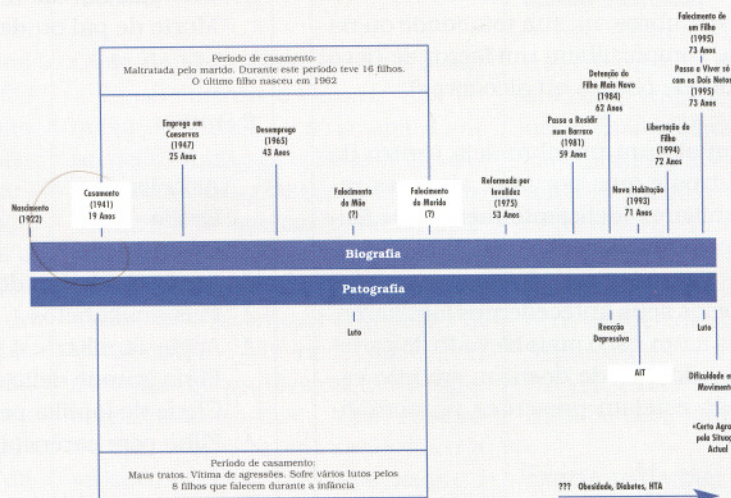 Falecimento de
um Filho
(1995)
73 Anos
Passa a Viver só
com os Dois Netos
(1995)
73 Anos
Período de casamento:
Maltratada pelo marido. Durante este período teve 16 filhos.
O último filho nasceu em 1962
Detenção do
Filho Mais Novo
(1984)
62 Anos
Emprego em
Conservas
(1947)
25 Anos
Desemprego
(1965)
43 Anos
Passa a Residir
num Barraco
(1981)
59 Anos
Libertação do
Filho
(1994)
72 Anos
Nascimento
(1922)
Casamento
(1941)
19 Anos
Falecimento
da Mãe
(?)
Falecimento
do Marido
(?)
Reformada por
Invalidez
(1975)
53 Anos
Nova Habitação
(1993)
71 Anos
Biografia
Patografia
Luto
Reacção
Depressiva
AIT
Luto
Dificuldade
Movimento
«Certo
pela
Actual
Período de casamento:
Maus tratos. Vítima de agressões. Sofre vários lutos pelos
8 filhos que falecem durante a infância
??? Obesidade, Diabetes, HTA